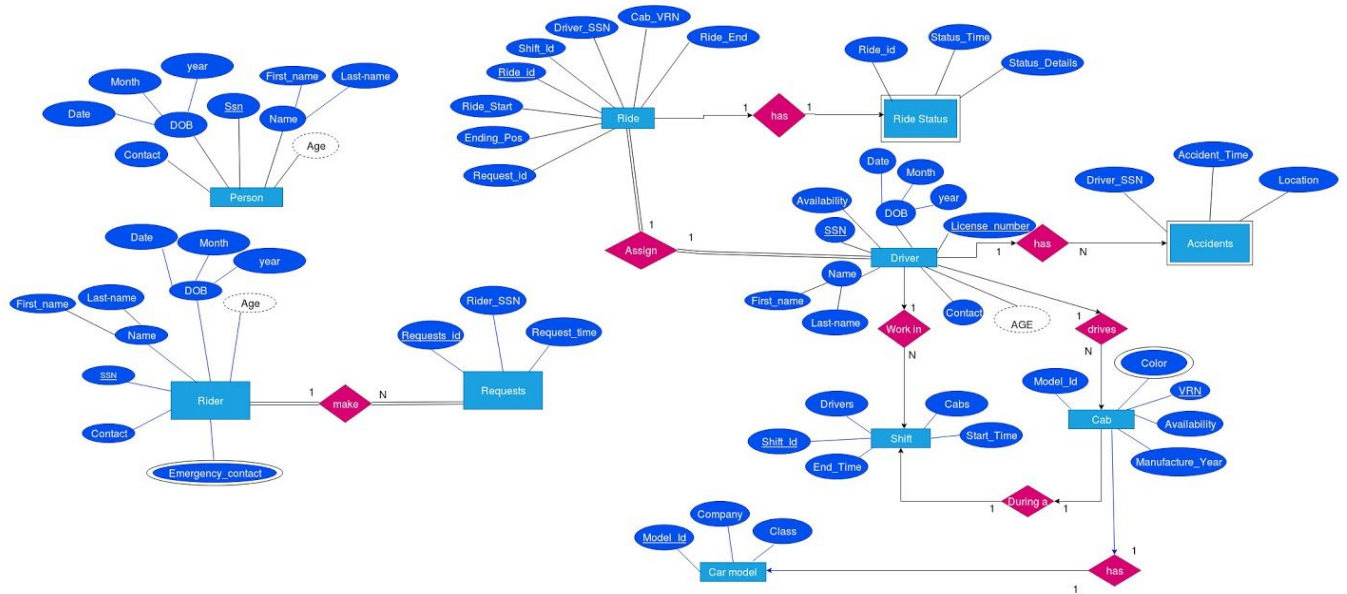 Driver_SSN
Cab_VRN
Ride_End
Shift_Id
Ride_id
Ride_Start
Ending_Pos
Request_id
Ride
1
has
1
Ride_id
Status_Time
Status_Details
Ride Status
year
Month
Date
DOB
Ssn
First_name
Last-name
Name
Age
Contact
Person
Date
Month
year
DOB
Age
First_name
Last-name
Name
SSN
Contact
Rider
Emergency_contact
1
make
N
Requests_id
Rider_SSN
Request_time
Requests
1
Assign
1
Date
Month
year
DOB
Availability
SSN
License_number
Driver
Name
First_name
Last-name
Contact
AGE
1
has
N
Driver_SSN
Accident_Time
Location
Accidents
1
Work in
N
1
drives
N
Color
Model_Id
VRN
Cab
Availability
Manufacture_Year
Drivers
Cabs
Shift_Id
Shift
Start_Time
End_Time
1
During a
1
Company
Model_Id
Class
Car model
1
has
1